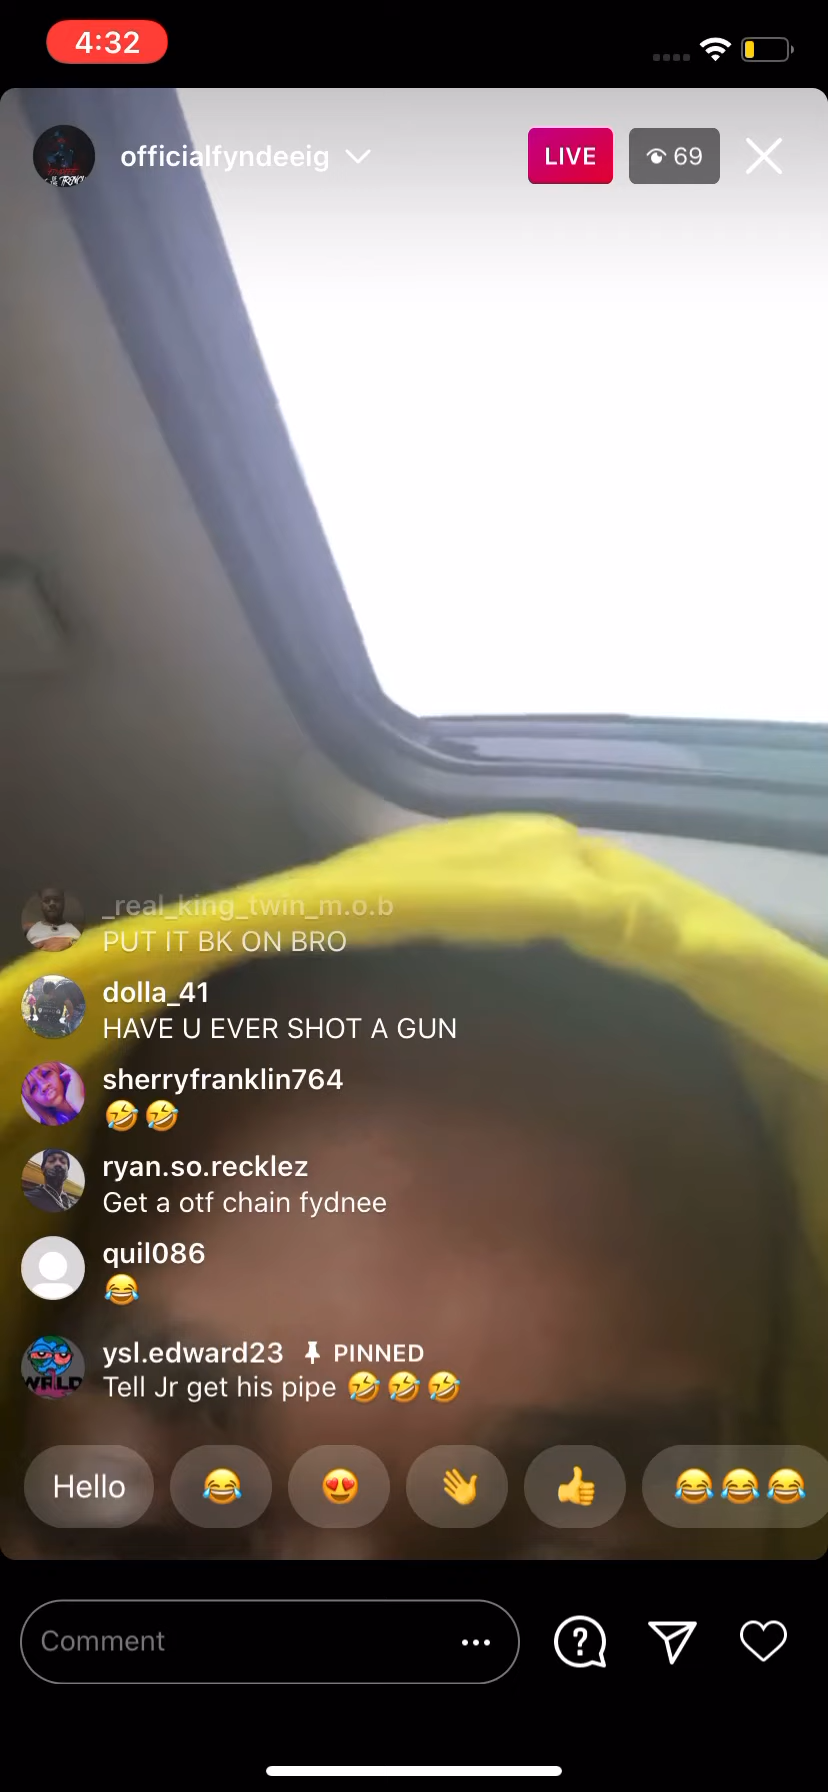 4:32
officialfyndeeig
LIVE
69
_real_king_twin_m.o.b
PUT IT BK ON BRO
dolla_41
HAVE U EVER SHOT A GUN
sherryfranklin764
🤣🤣
ryan.so.recklez
Get a otf chain fydnee
quil086
😂
ysl.edward23 PINNED
Tell Jr get his pipe 🤣🤣🤣
Hello 😂 😍 👋 👍 😂😂😂
Comment